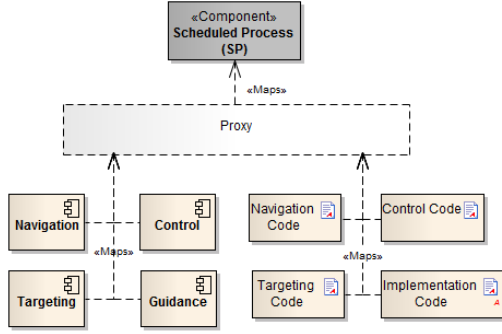 «Component»
Scheduled Process
(SP)
«Maps»
Proxy
Navigation
Control
«Maps»
Targeting
Guidance
Navigation
Code
Control Code
«Maps»
Targeting
Code
Implementation
Code
A